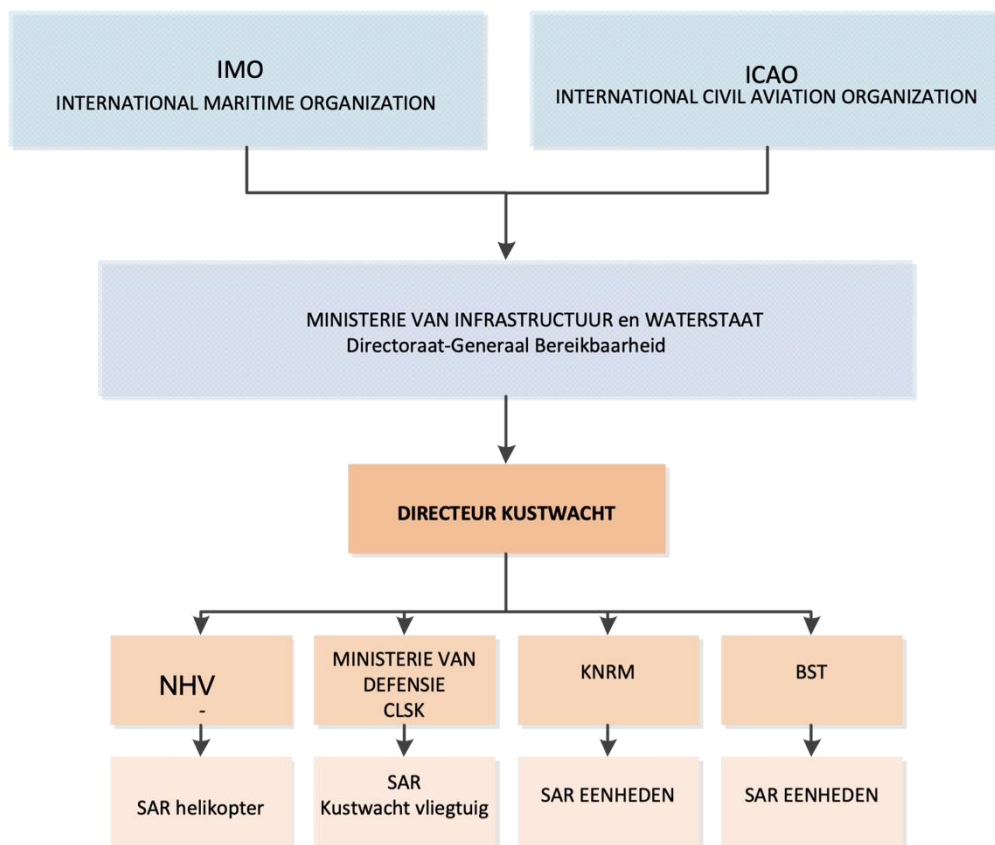 IMO
INTERNATIONAL MARITIME ORGANIZATION
ICAO
INTERNATIONAL CIVIL AVIATION ORGANIZATION
MINISTERIE VAN INFRASTRUCTUUR en WATERSTAAT
Directoraat-Generaal Bereikbaarheid
DIRECTEUR KUSTWACHT
NHV
-
MINISTERIE VAN
DEFENSIE
CLSK
KNRM
BST
SAR helikopter
SAR
Kustwacht vliegtuig
SAR EENHEDEN
SAR EENHEDEN